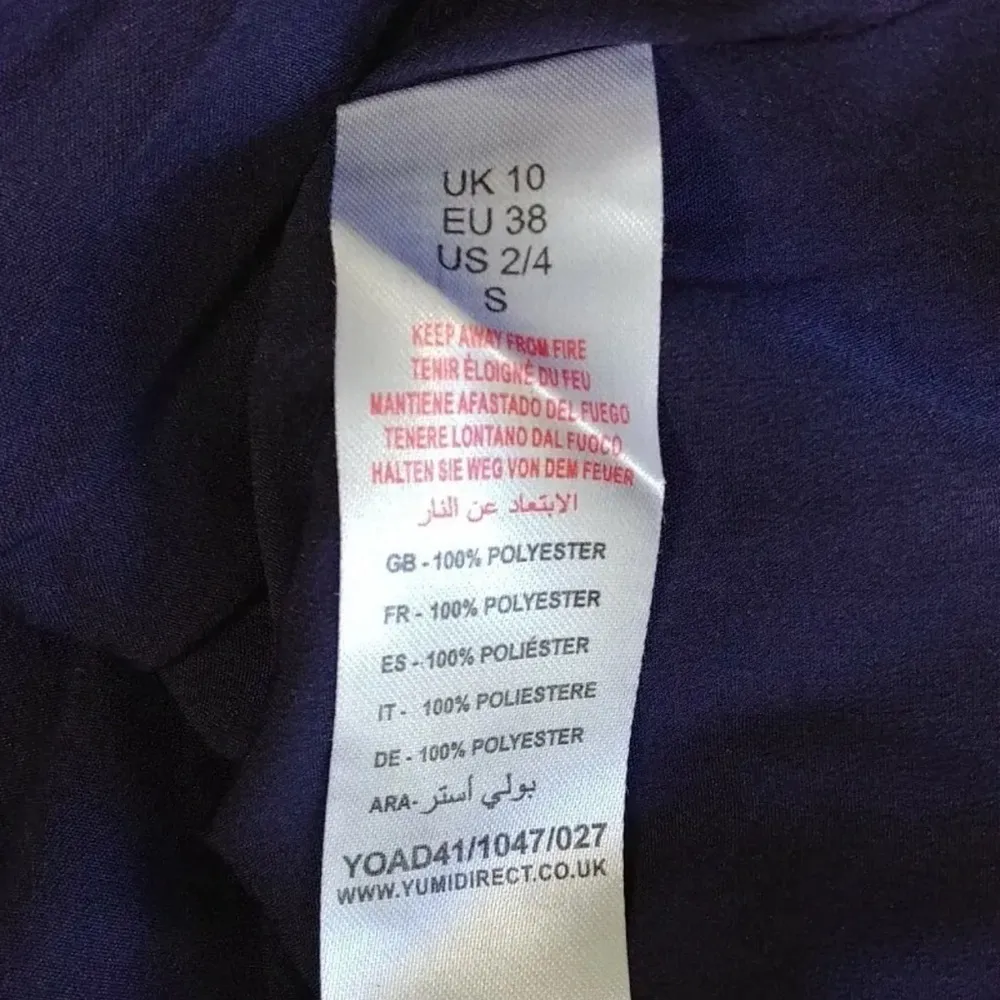 UK 10
EU 38
US 2/4
S
KEEP AWAY FROM FIRE
TENIR ÉLOIGNÉ DU FEU
MANTIENE AFASTADO DEL FUEGO
TENERE LONTANO DAL FUOCO
HALTEN SIE WEG VON DEM FEUER
الابتعاد عن النار
GB - 100% POLYESTER
FR - 100% POLYESTER
ES - 100% POLIÉSTER
IT - 100% POLIESTERE
DE - 100% POLYESTER
ARA- بولي أستر
YOAD41/1047/027
WWW.YUMIDIRECT.CO.UK